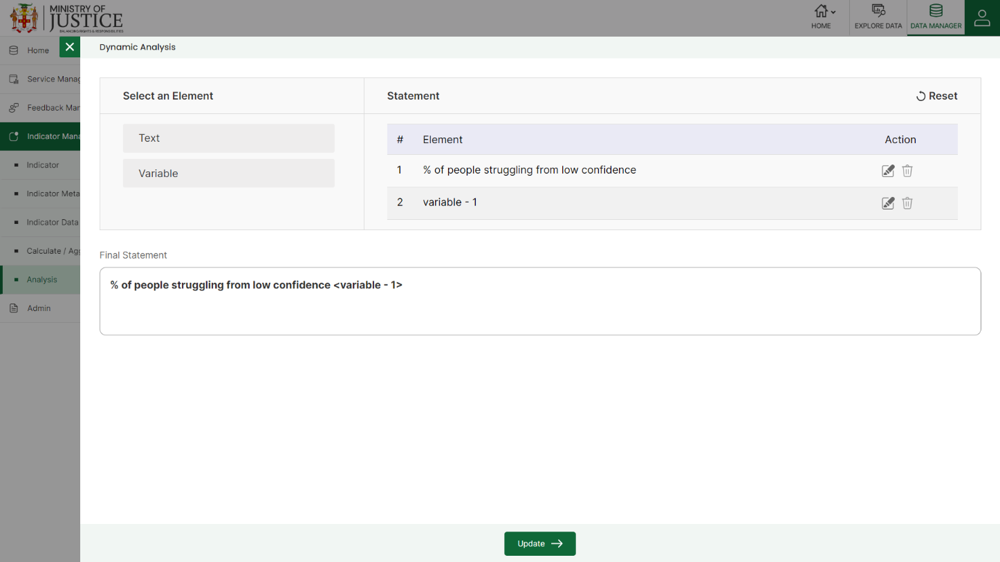 MINISTRY OF
JUSTICE
BALANCING RIGHTS & RESPONSIBILITIES
HOME
EXPLORE DATA
DATA MANAGER
Home
Service Manag
Feedback Man
Indicator Mana
Indicator
Indicator Meta
Indicator Data
Calculate / Agg
Analysis
Admin
Dynamic Analysis
Select an Element
Text
Variable
Statement
Reset
# Element Action
1 % of people struggling from low confidence
2 variable - 1
Final Statement
% of people struggling from low confidence <variable - 1>
Update